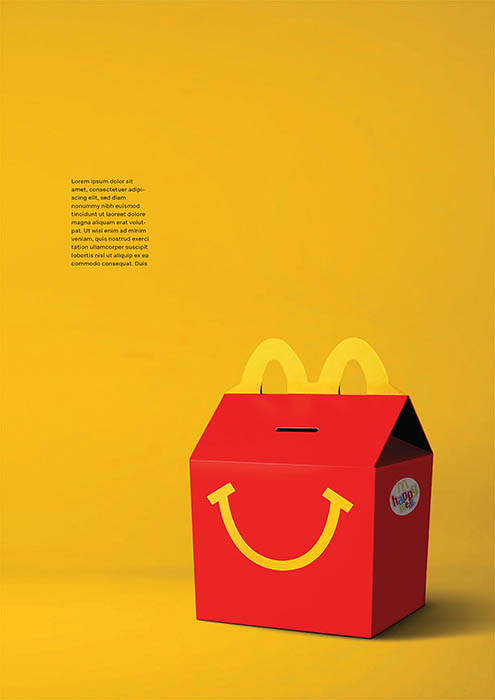 Lorem ipsum dolor sit
amet, consectetuer adipi-
scing elit, sed diam
nonummy nibh euismod
tincidunt ut laoreet dolore
magna aliquam erat volut-
pat. Ut wisi enim ad minim
veniam, quis nostrud exerci
tation ullamcorper suscipit
lobortis nisl ut aliquip ex ea
commodo consequat. Duis
happy
meal